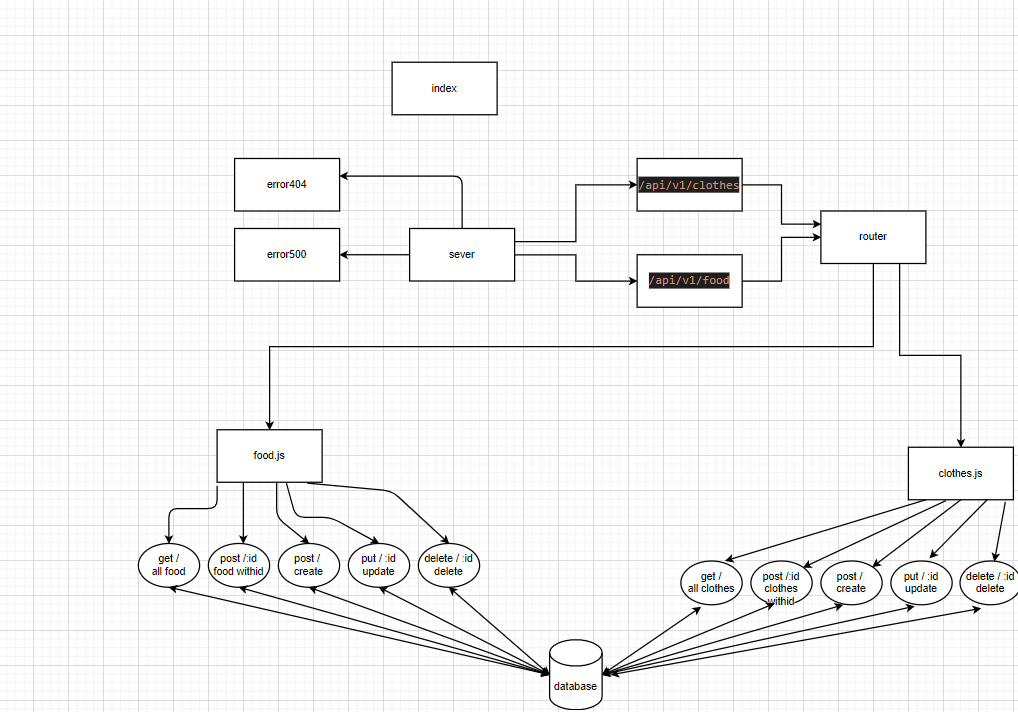 index
error404
/api/v1/clothes
error500
sever
router
/api/v1/food
food.js
clothes.js
get /
all food
post /:id
food withid
post /
create
put / :id
update
delete / :id
delete
get /
all clothes
post /:id
clothes
withid
post /
create
put / :id
update
delete / :id
delete
database